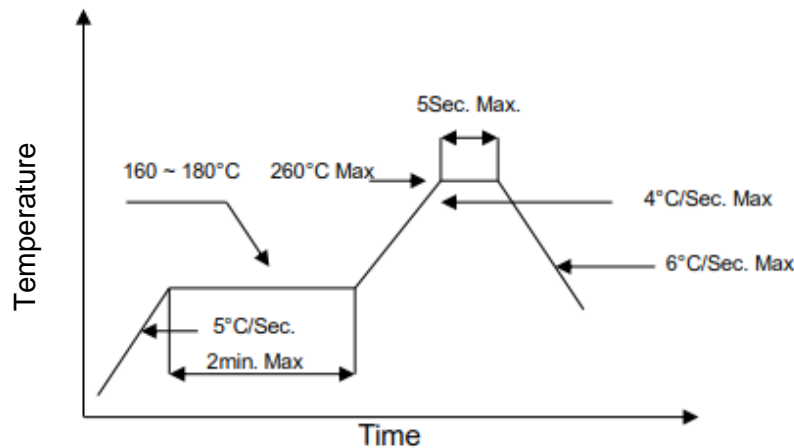 5Sec. Max.
160 ~ 180°C
260°C Max
4°C/Sec. Max
6°C/Sec. Max
5°C/Sec.
2min. Max
Temperature
Time